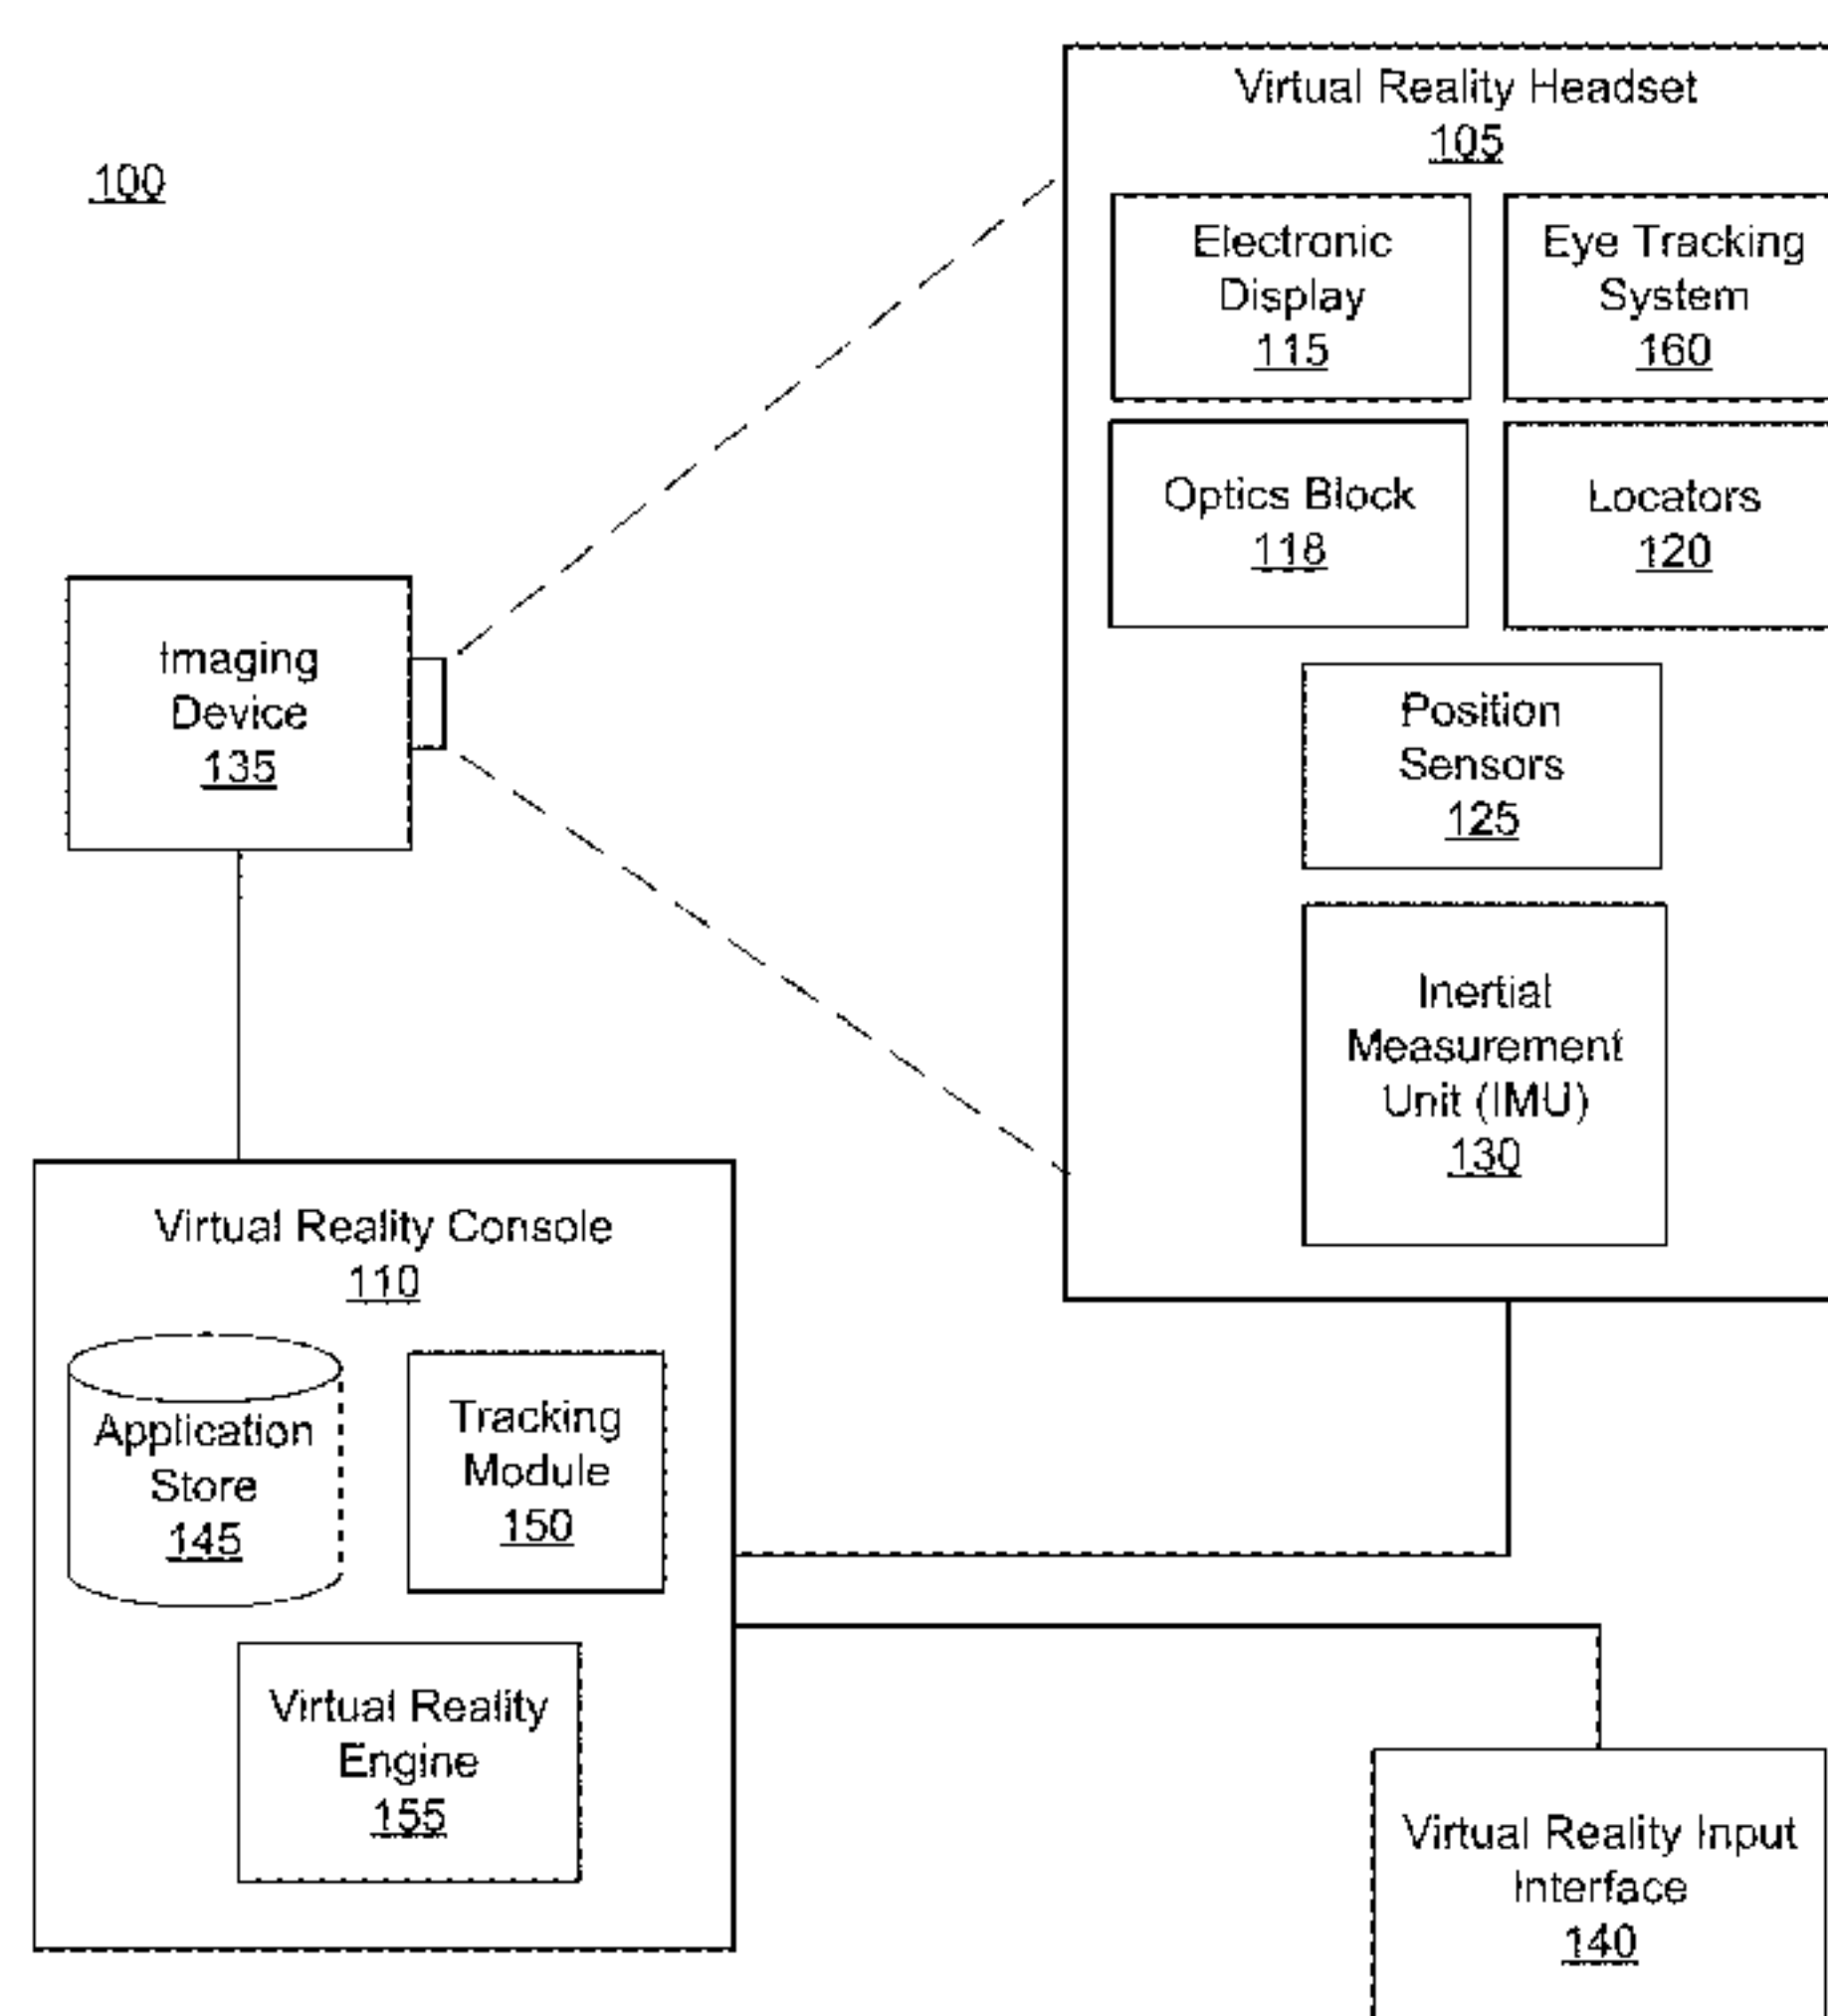 100
Virtual Reality Headset
105
Electronic
Display
115
Eye Tracking
System
160
Optics Block
118
Locators
120
Position
Sensors
125
Inertial
Measurement
Unit (IMU)
130
Imaging
Device
135
Virtual Reality Console
110
Application
Store
145
Tracking
Module
150
Virtual Reality
Engine
155
Virtual Reality Input
Interface
140